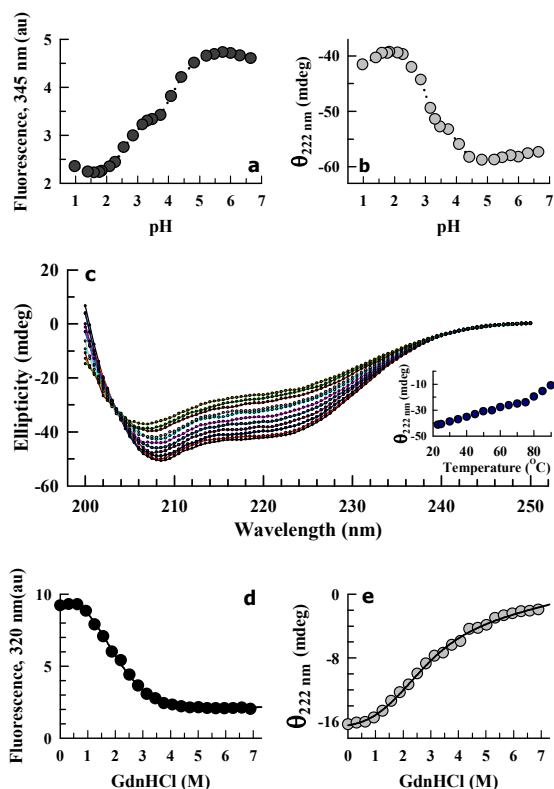 Fluorescence, 345 nm (au)
5
4
3
2
1 2 3 4 5 6 7
pH
a
θ222 nm (mdeg)
-40
-50
-60
0 1 2 3 4 5 6 7
pH
b
c
Ellipticity (mdeg)
20
0
-20
-40
-60
200 210 220 230 240 250
Wavelength (nm)
θ222 nm (mdeg)
-10
-30
-50
20 40 60 80
Temperature (°C)
Fluorescence, 320 nm(au)
10
5
0
0 1 2 3 4 5 6 7
GdnHCl (M)
d
θ222 nm (mdeg)
0
-8
-16
0 1 2 3 4 5 6 7
GdnHCl (M)
e